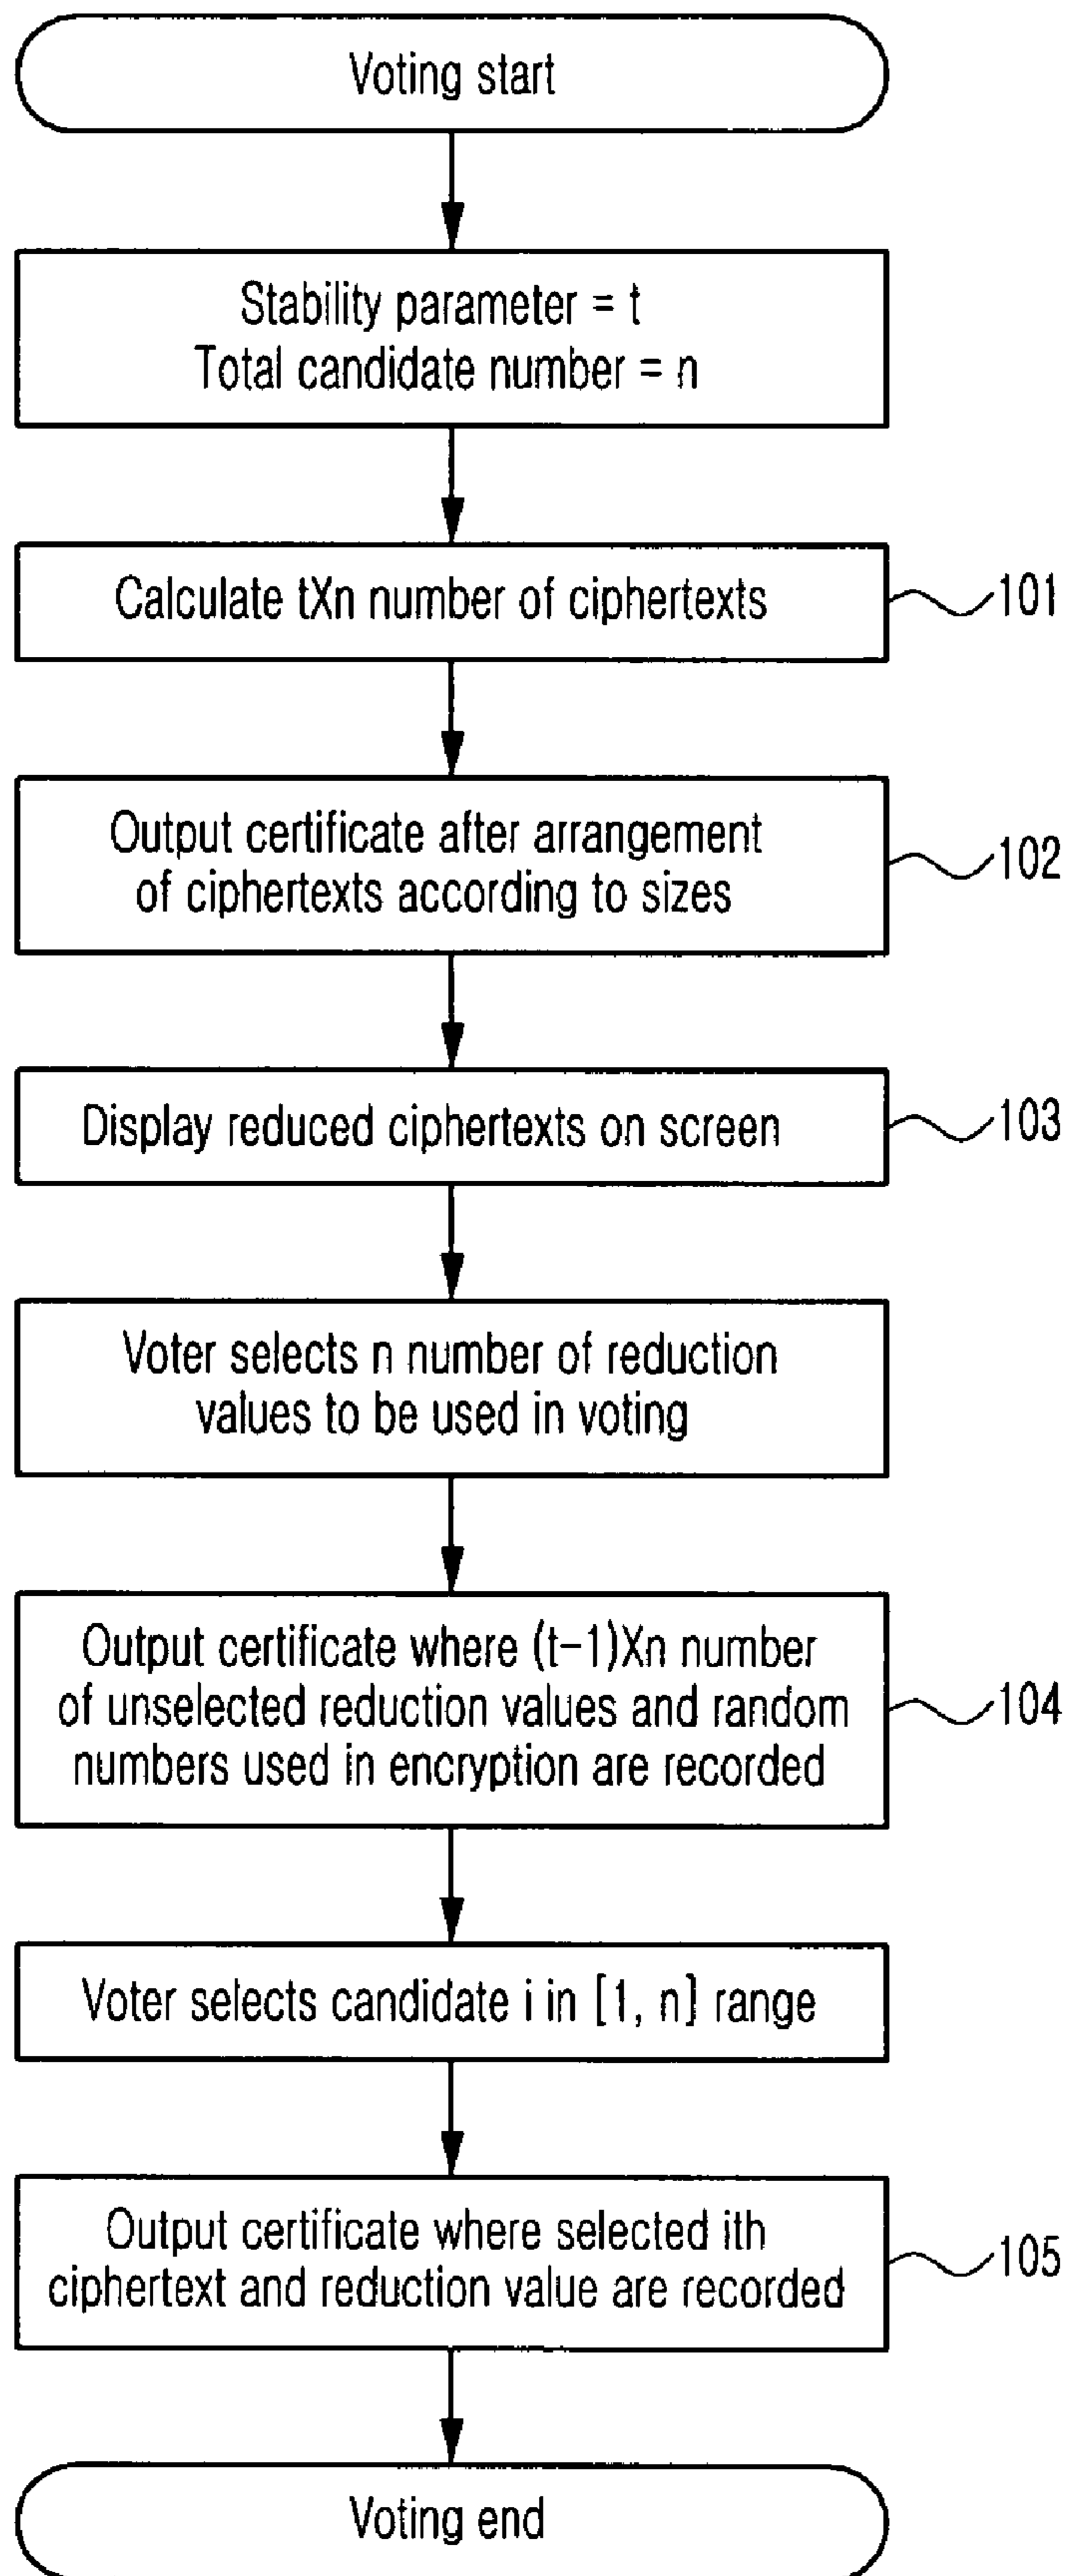 Voting start
Stability parameter = t
Total candidate number = n
Calculate tXn number of ciphertexts
101
Output certificate after arrangement
of ciphertexts according to sizes
102
Display reduced ciphertexts on screen
103
Voter selects n number of reduction
values to be used in voting
Output certificate where (t-1)Xn number
of unselected reduction values and random
numbers used in encryption are recorded
104
Voter selects candidate i in [1, n] range
Output certificate where selected ith
ciphertext and reduction value are recorded
105
Voting end